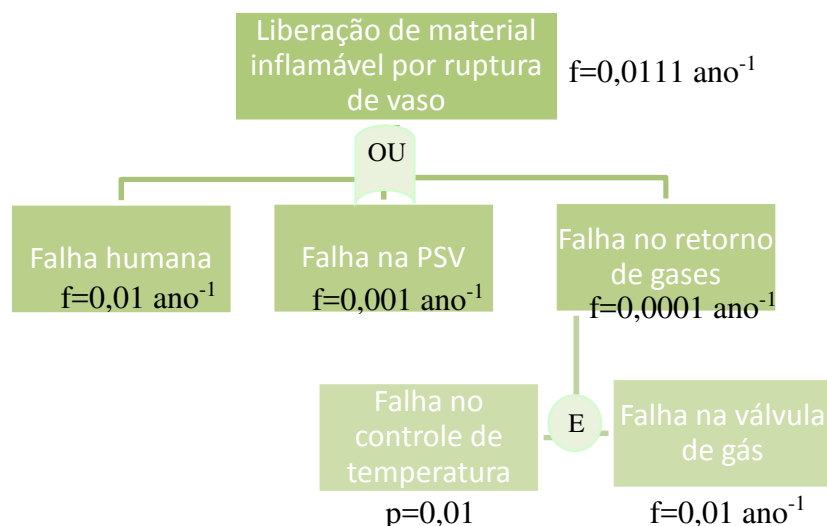 Liberação de material
inflamável por ruptura
de vaso
f=0,0111 ano⁻¹
OU
Falha humana
f=0,01 ano⁻¹
Falha na PSV
f=0,001 ano⁻¹
Falha no retorno
de gases
f=0,0001 ano⁻¹
Falha no
controle de
temperatura
p=0,01
E
Falha na válvula
de gás
f=0,01 ano⁻¹